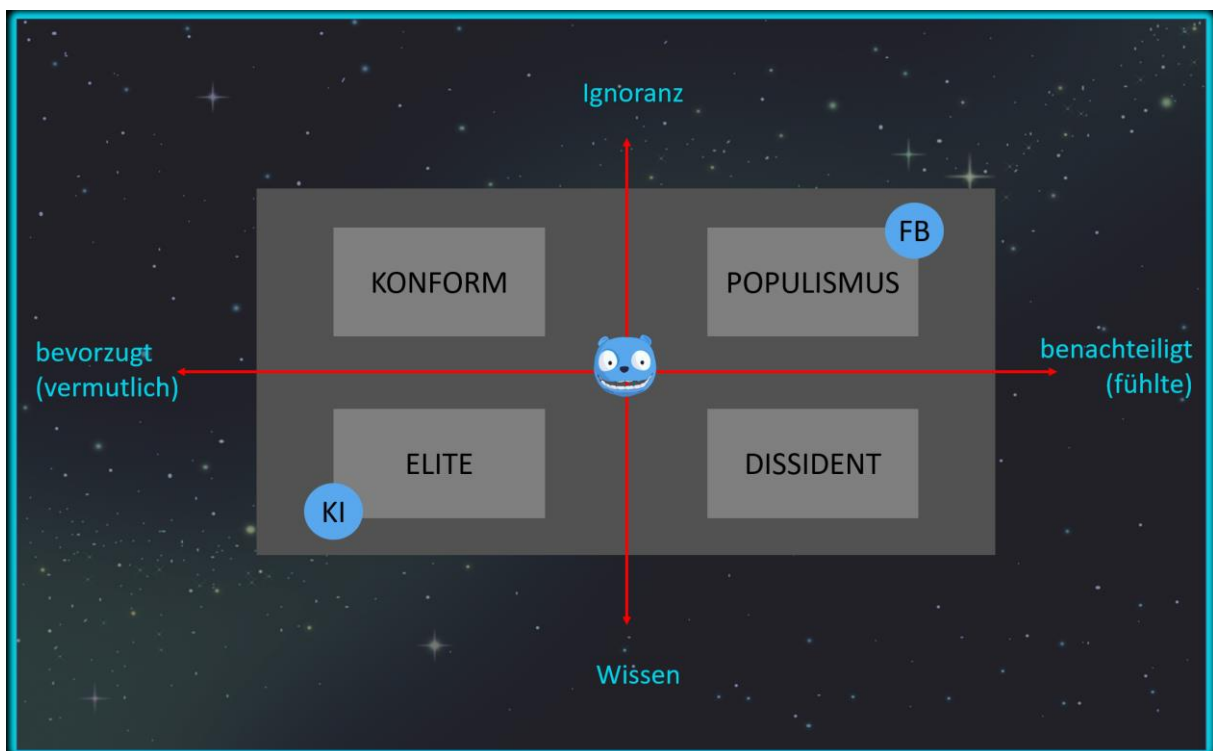 Ignoranz
FB
KONFORM
POPULISMUS
bevorzugt
(vermutlich)
benachteiligt
(fühlte)
ELITE
DISSIDENT
KI
Wissen